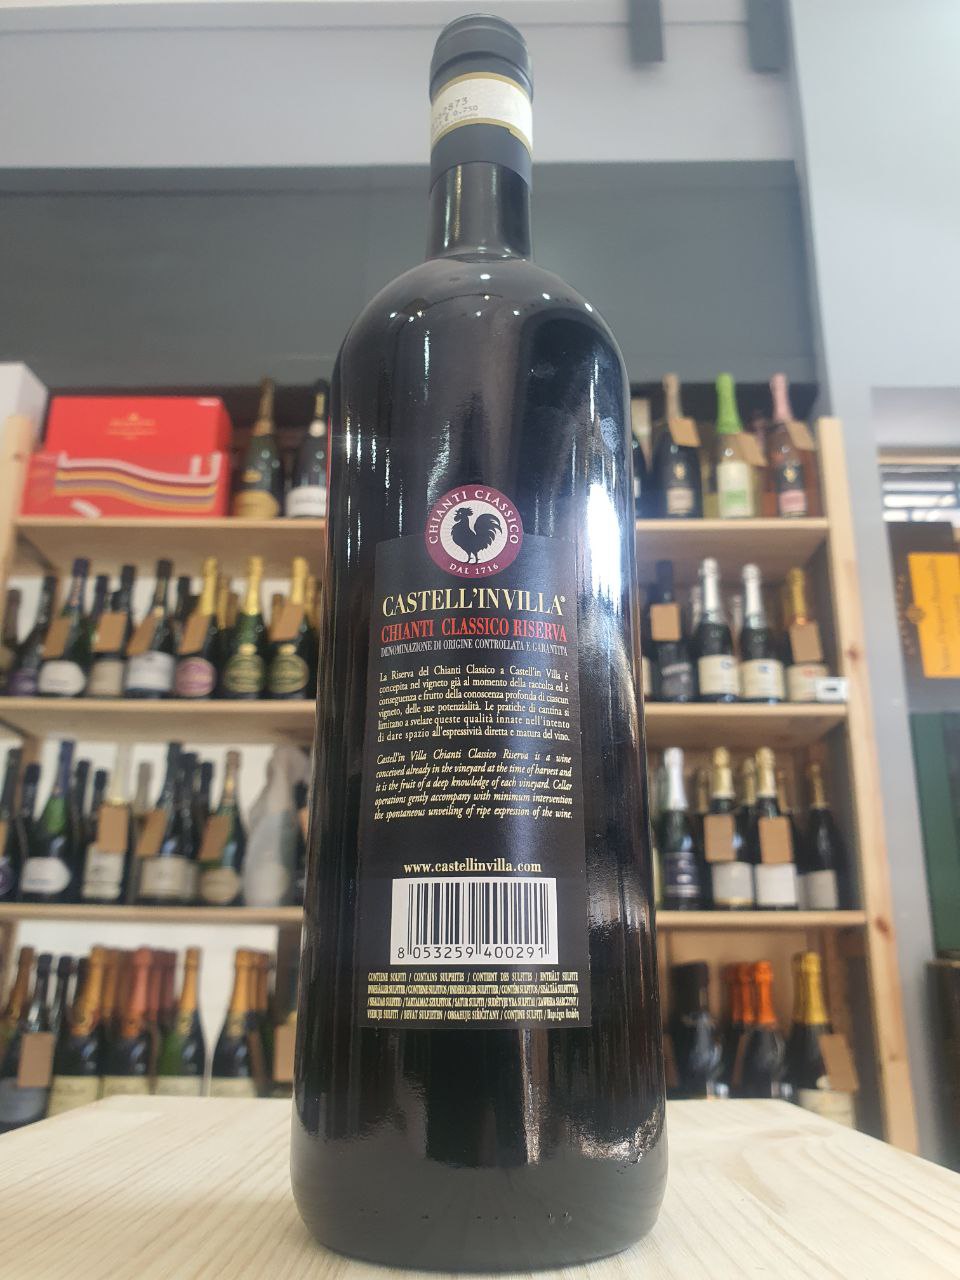 CHIANTI CLASSICO
DAL 1716
CASTELL'IN VILLA®
CHIANTI CLASSICO RISERVA
DENOMINAZIONE DI ORIGINE CONTROLLATA E GARANTITA
La Riserva del Chianti Classico a Castell'in Villa è
concepita nel vigneto già al momento della raccolta ed è
conseguenza e frutto della conoscenza profonda di ciascun
vigneto, delle sue potenzialità. Le pratiche di cantina si
limitano a svelare queste qualità innate nell'intento
di dare spazio all'espressività diretta e matura del vino.
Castell'in Villa Chianti Classico Riserva is a wine
conceived already in the vineyard at the time of harvest and
it is the fruit of a deep knowledge of each vineyard. Cellar
operations gently accompany with minimum intervention
the spontaneous unveiling of ripe expression of the wine.
www.castellinvilla.com
8 053259 400291
CONTIENE SOLFITI / CONTAINS SULPHITES / CONTIENT DES SULFITES / ENTHÄLT SULFITE